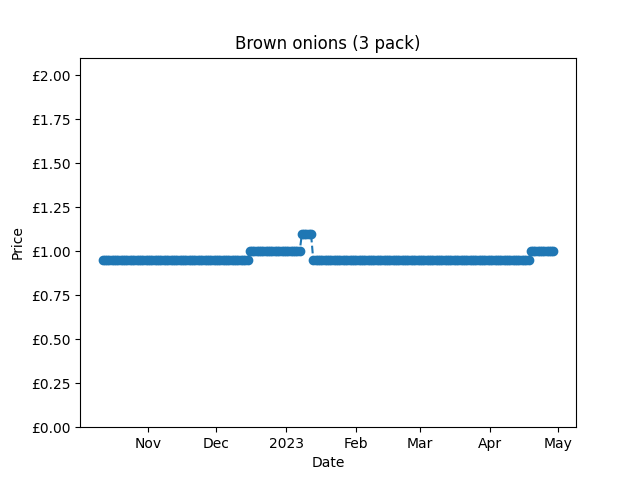 Brown onions (3 pack)
£2.00
£1.75
£1.50
£1.25
£1.00
£0.75
£0.50
£0.25
£0.00
Price
Nov Dec 2023 Feb Mar Apr May
Date